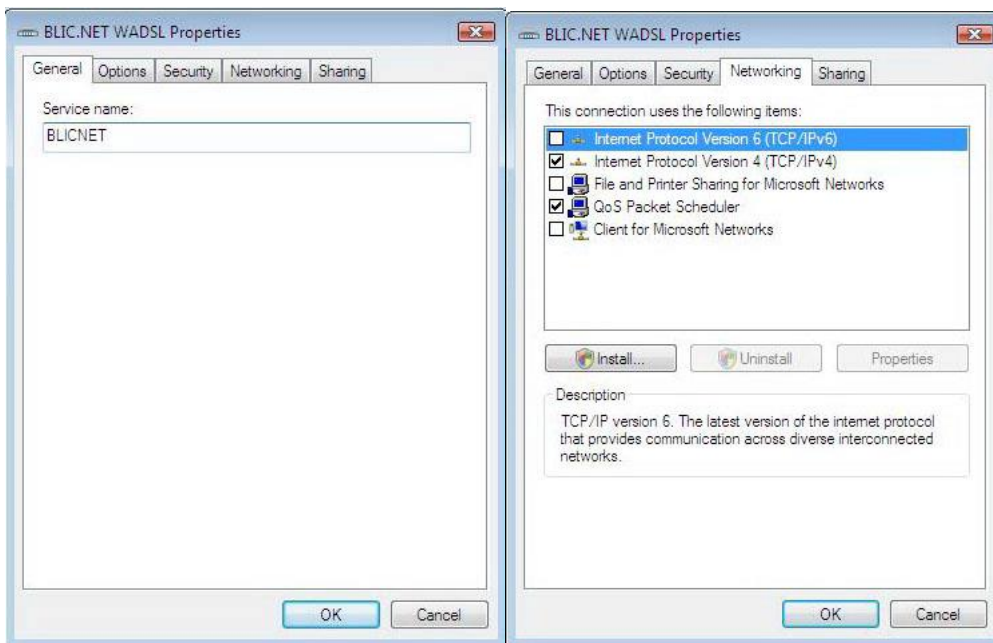 BLIC.NET WADSL Properties
General Options Security Networking Sharing
Service name:
BLICNET
OK Cancel
BLIC.NET WADSL Properties
General Options Security Networking Sharing
This connection uses the following items:
Internet Protocol Version 6 (TCP/IPv6)
Internet Protocol Version 4 (TCP/IPv4)
File and Printer Sharing for Microsoft Networks
QoS Packet Scheduler
Client for Microsoft Networks
Install... Uninstall Properties
Description
TCP/IP version 6. The latest version of the internet protocol
that provides communication across diverse interconnected
networks.
OK Cancel